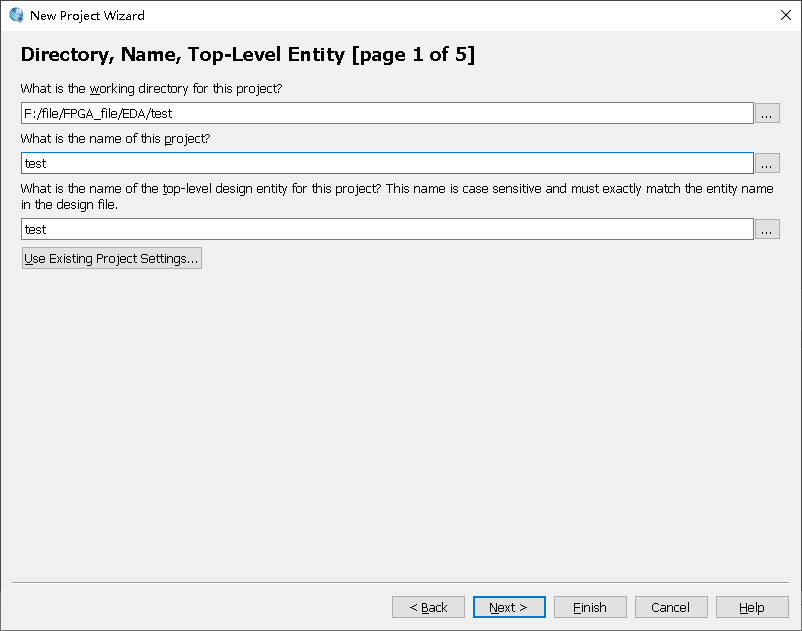 New Project Wizard
Directory, Name, Top-Level Entity [page 1 of 5]
What is the working directory for this project?
F:/file/FPGA_file/EDA/test
...
What is the name of this project?
test
...
What is the name of the top-level design entity for this project? This name is case sensitive and must exactly match the entity name
in the design file.
test
...
Use Existing Project Settings...
< Back
Next >
Finish
Cancel
Help